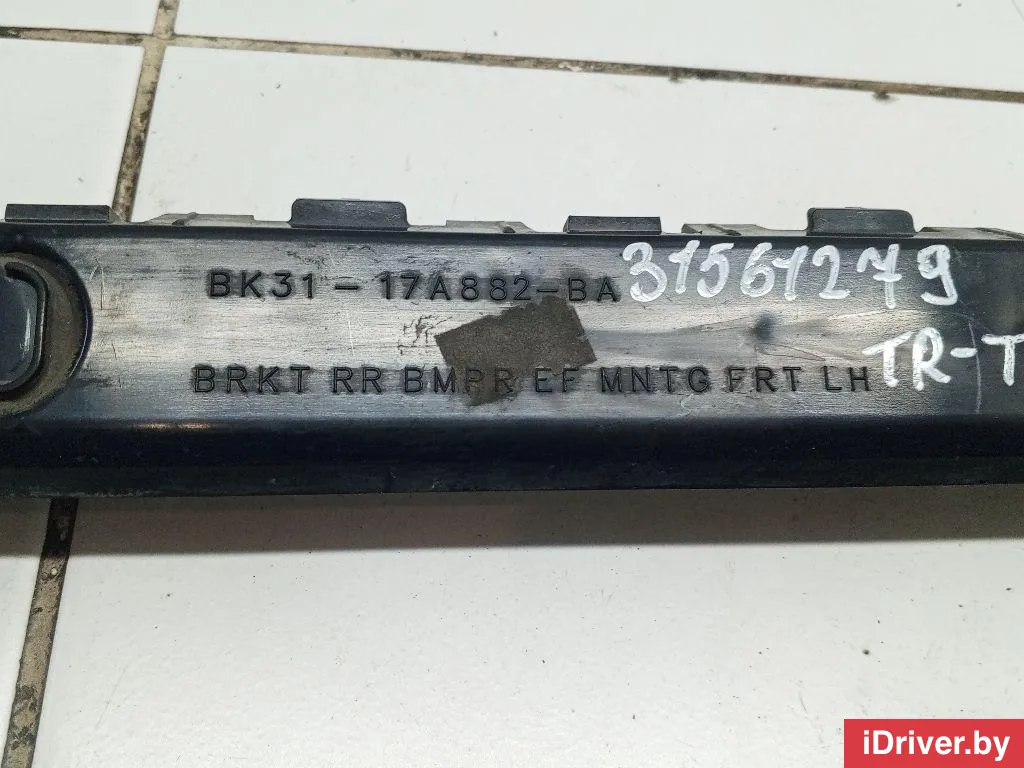 BK31-17A882-BA 31561279
BRKT RR BMPR EF MNTG FRT LH TR-T
iDriver.by